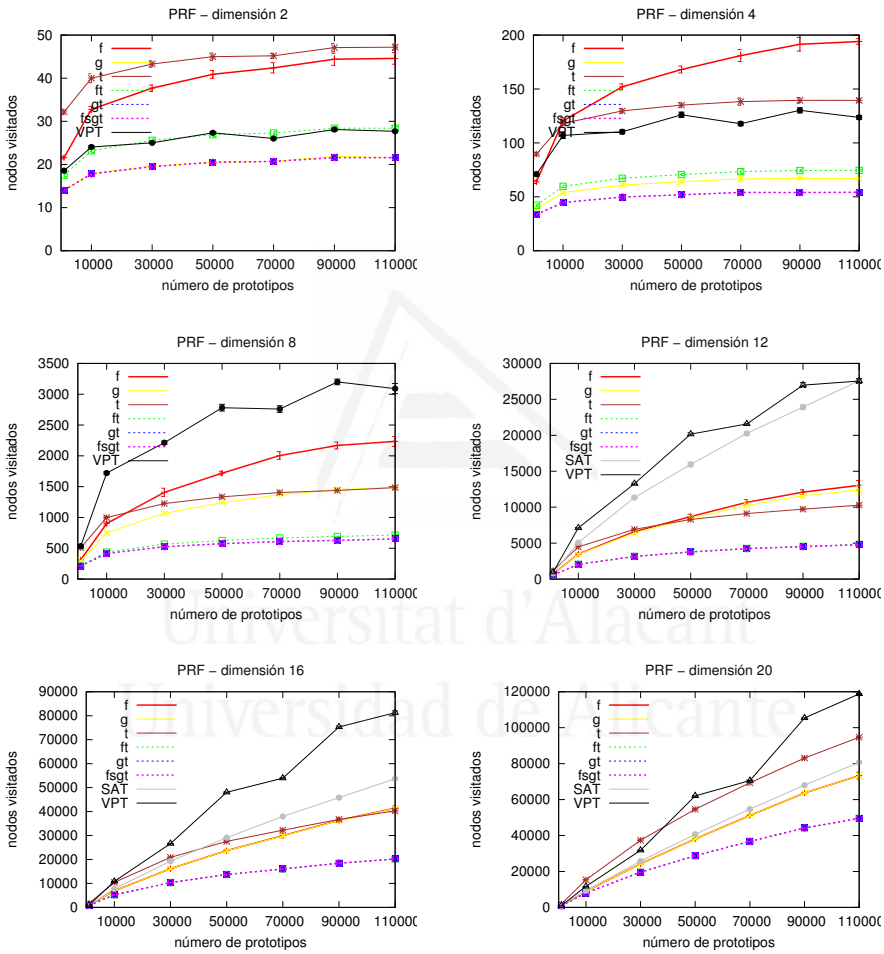 PRF – dimensión 2
nodos visitados
50
40
30
20
10
0
f
g
t
ft
gt
fsgt
VPT
10000 30000 50000 70000 90000 110000
número de prototipos
PRF – dimensión 4
nodos visitados
200
150
100
50
0
f
g
t
ft
gt
fsgt
VPT
10000 30000 50000 70000 90000 110000
número de prototipos
PRF – dimensión 8
nodos visitados
3500
3000
2500
2000
1500
1000
500
0
f
g
t
ft
gt
fsgt
VPT
10000 30000 50000 70000 90000 110000
número de prototipos
PRF – dimensión 12
nodos visitados
30000
25000
20000
15000
10000
5000
0
f
g
t
ft
gt
fsgt
SAT
VPT
10000 30000 50000 70000 90000 110000
número de prototipos
Universitat d'Alacant
Universidad de Alicante
PRF – dimensión 16
nodos visitados
90000
80000
70000
60000
50000
40000
30000
20000
10000
0
f
g
t
ft
gt
fsgt
SAT
VPT
10000 30000 50000 70000 90000 110000
número de prototipos
PRF – dimensión 20
nodos visitados
120000
100000
80000
60000
40000
20000
0
f
g
t
ft
gt
fsgt
SAT
VPT
10000 30000 50000 70000 90000 110000
número de prototipos